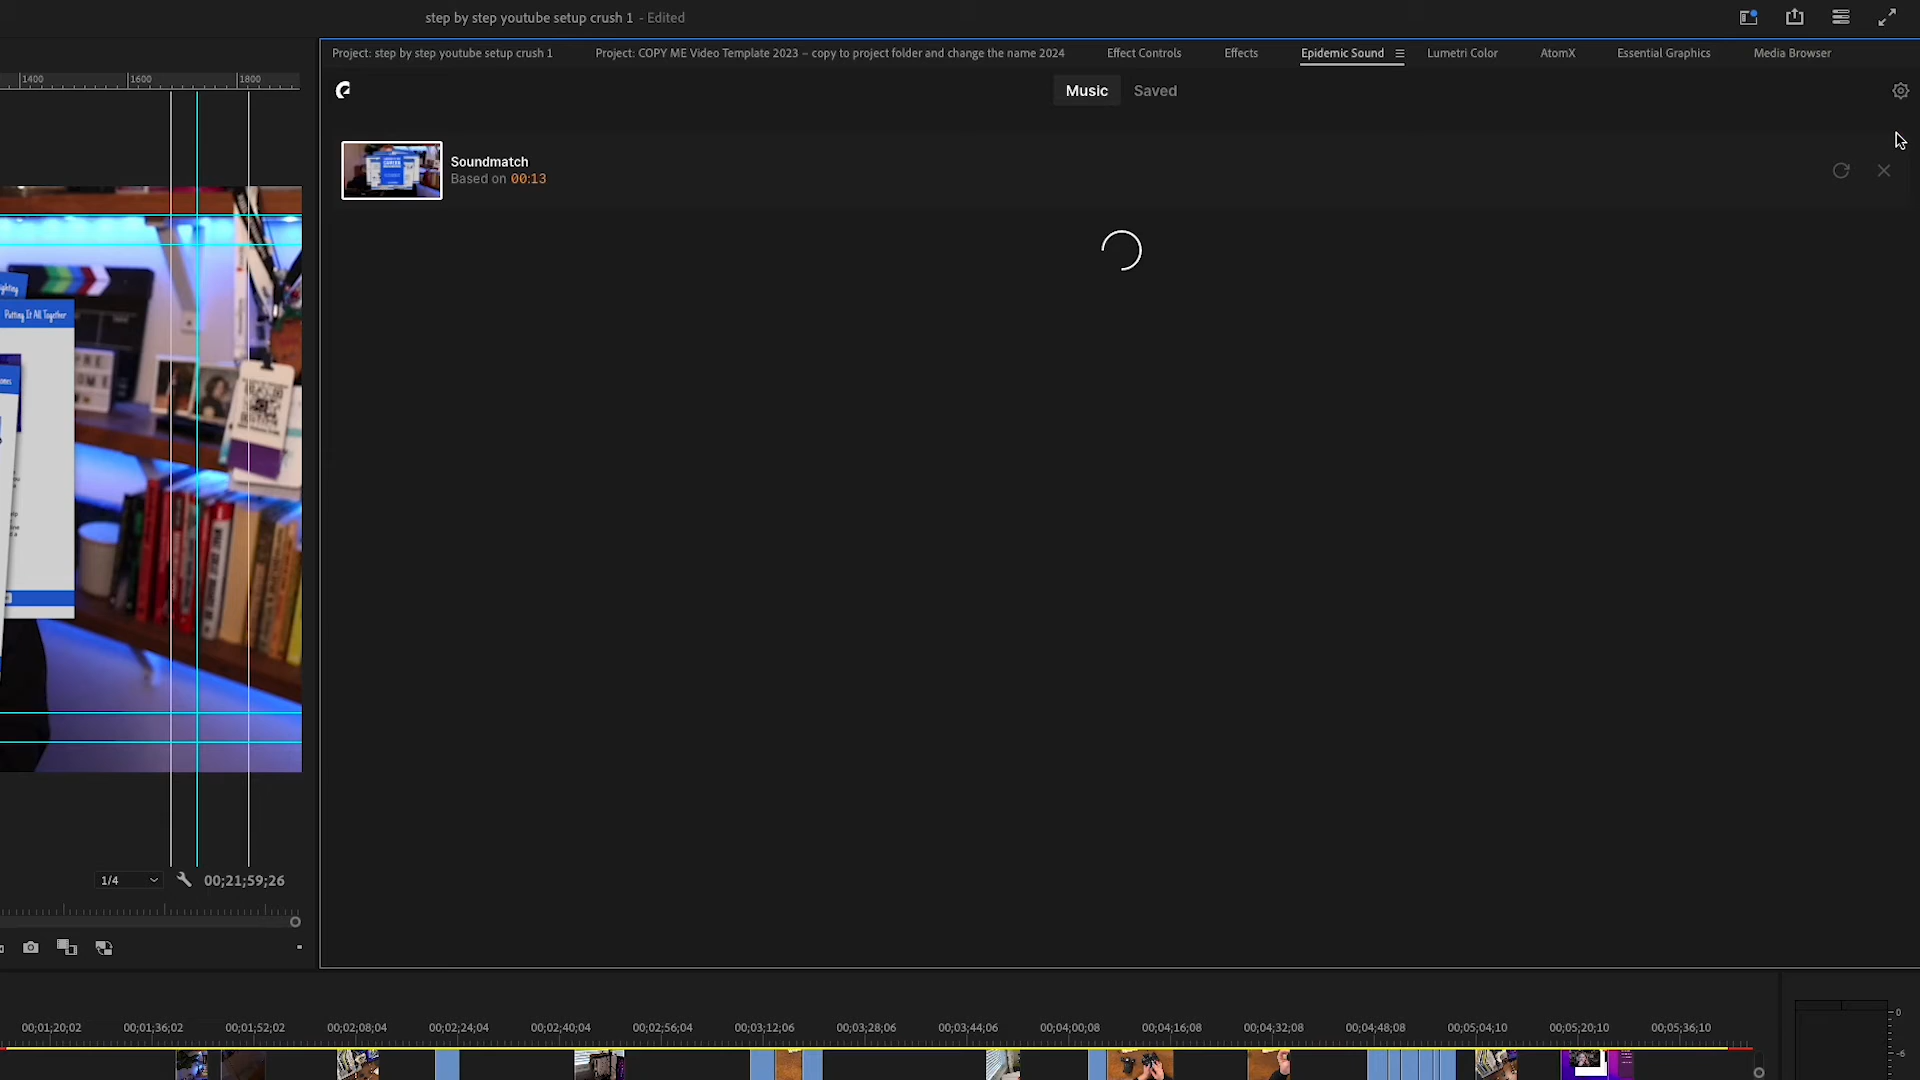 step by step youtube setup crush 1 - Edited
Project: step by step youtube setup crush 1
Project: COPY ME Video Template 2023 – copy to project folder and change the name 2024
Effect Controls
Effects
Epidemic Sound
Lumetri Color
AtomX
Essential Graphics
Media Browser
1400
1600
1800
Music
Saved
Soundmatch
Based on 00:13
Putting It All Together
1/4
00;21;59;26
00;01;20;02
00;01;36;02
00;01;52;02
00;02;08;04
00;02;24;04
00;02;40;04
00;02;56;04
00;03;12;06
00;03;28;06
00;03;44;06
00;04;00;08
00;04;16;08
00;04;32;08
00;04;48;08
00;05;04;10
00;05;20;10
00;05;36;10
0
-6